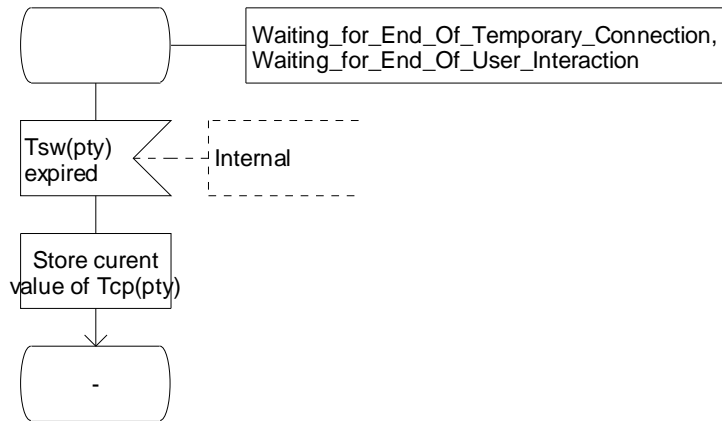 Waiting_for_End_Of_Temporary_Connection,
Waiting_for_End_Of_User_Interaction
Tsw(pty)
expired
Internal
Store curent
value of Tcp(pty)
-